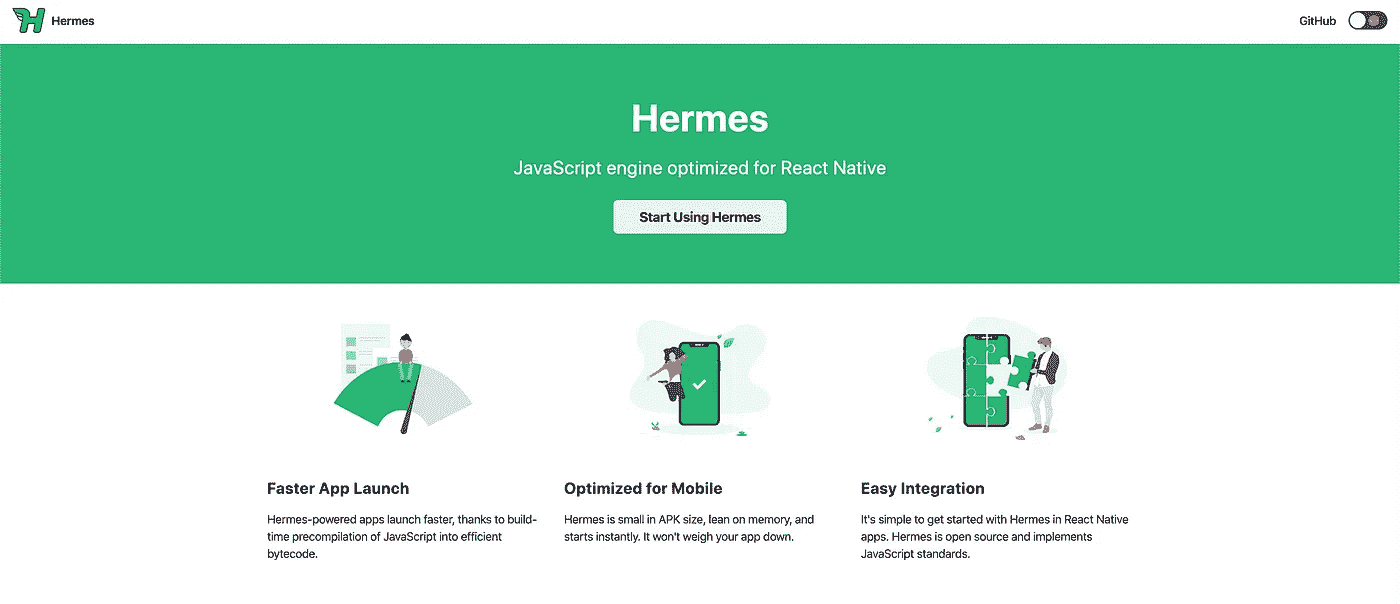 Hermes
GitHub
Hermes
JavaScript engine optimized for React Native
Start Using Hermes
Faster App Launch
Hermes-powered apps launch faster, thanks to build-
time precompilation of JavaScript into efficient
bytecode.
Optimized for Mobile
Hermes is small in APK size, lean on memory, and
starts instantly. It won't weigh your app down.
Easy Integration
It's simple to get started with Hermes in React Native
apps. Hermes is open source and implements
JavaScript standards.